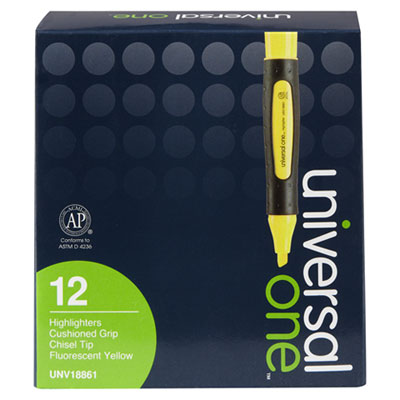 universal one
universal one
universal
one
™
ACMI
AP
Conforms to
ASTM D 4236
12
Highlighters
Cushioned Grip
Chisel Tip
Fluorescent Yellow
UNV18861